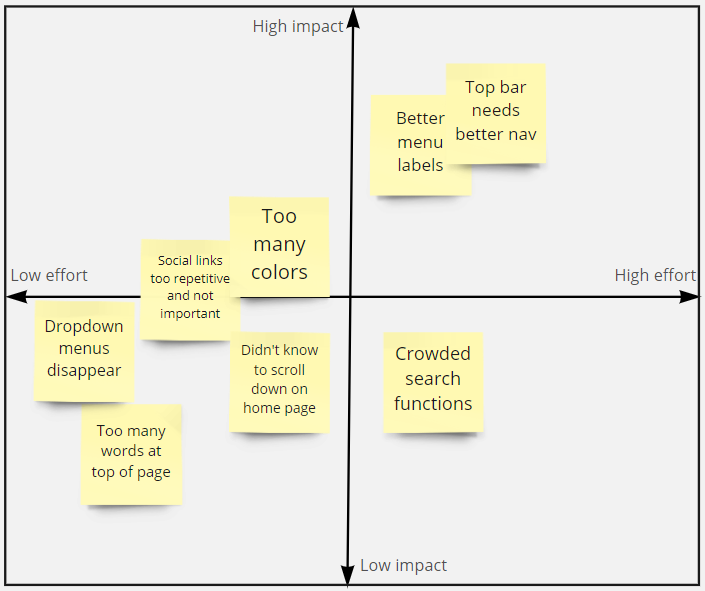 High impact
Top bar
needs
better nav
Better
menu
labels
Too
many
colors
Social links
too repetitive
and not
important
Low effort
High effort
Dropdown
menus
disappear
Didn't know
to scroll
down on
home page
Crowded
search
functions
Too many
words at
top of page
Low impact